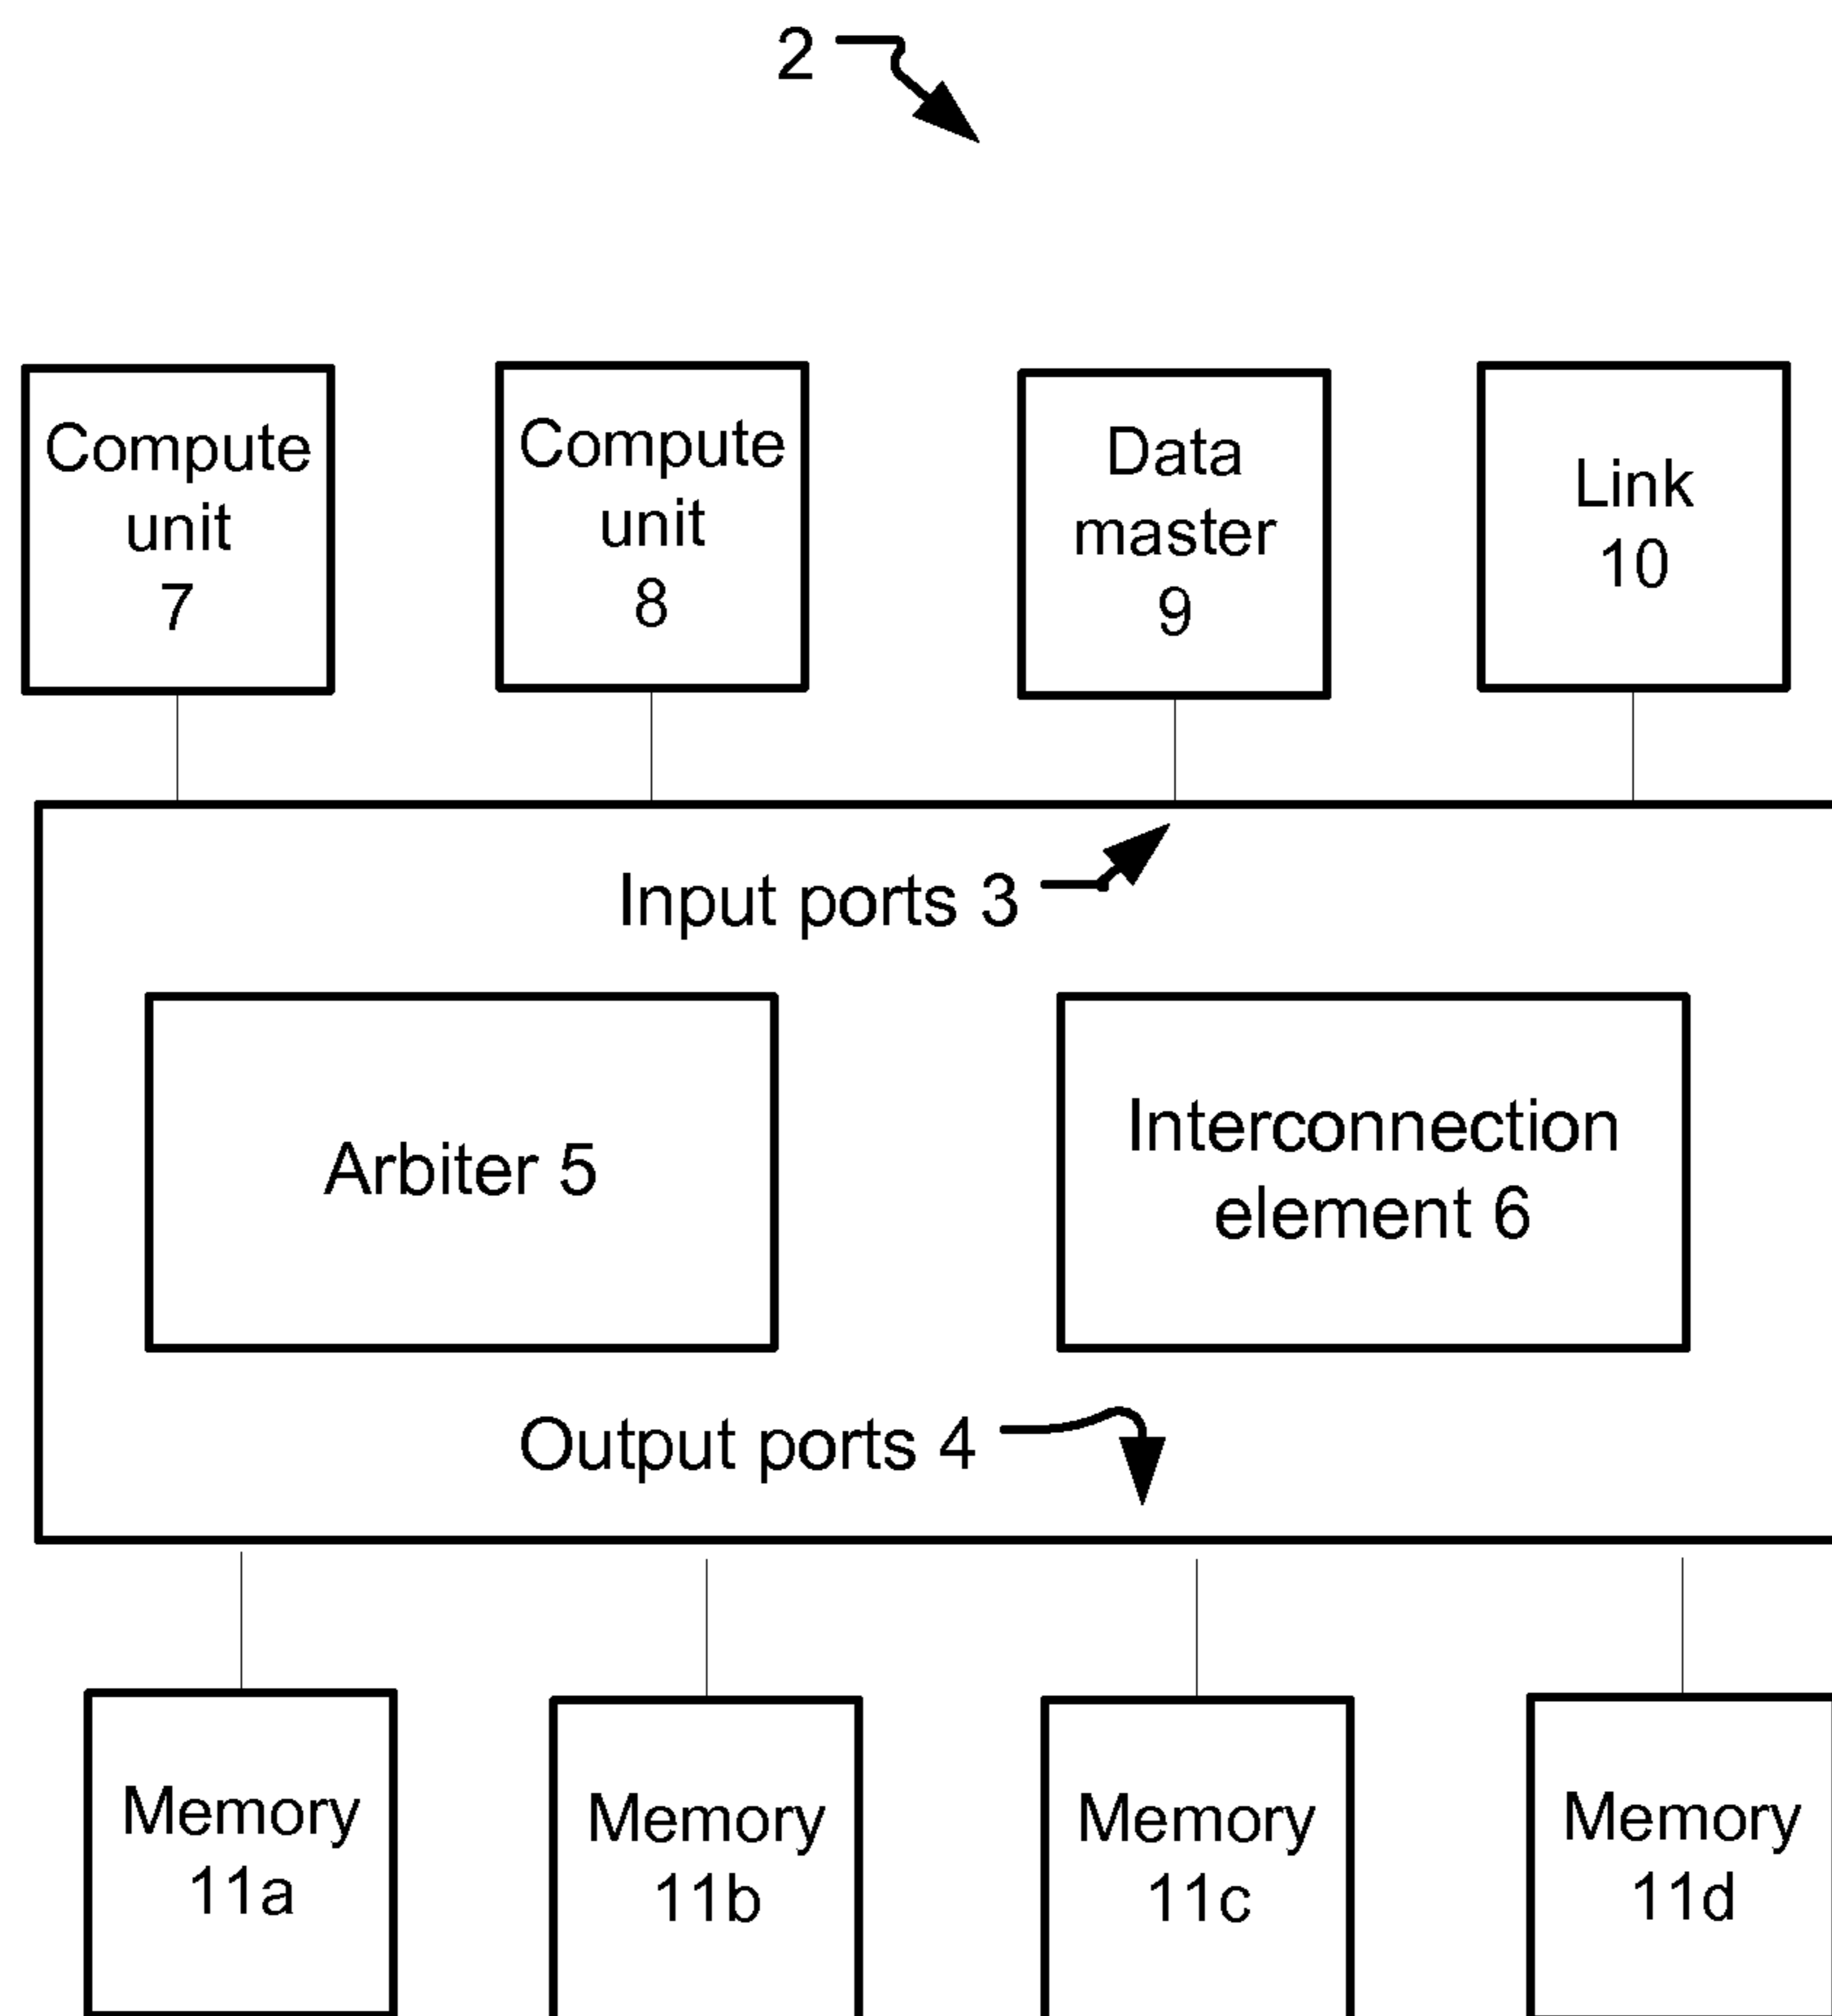 2
Compute
unit
7
Compute
unit
8
Data
master
9
Link
10
Input ports 3
Arbiter 5
Interconnection
element 6
Output ports 4
Memory
11a
Memory
11b
Memory
11c
Memory
11d